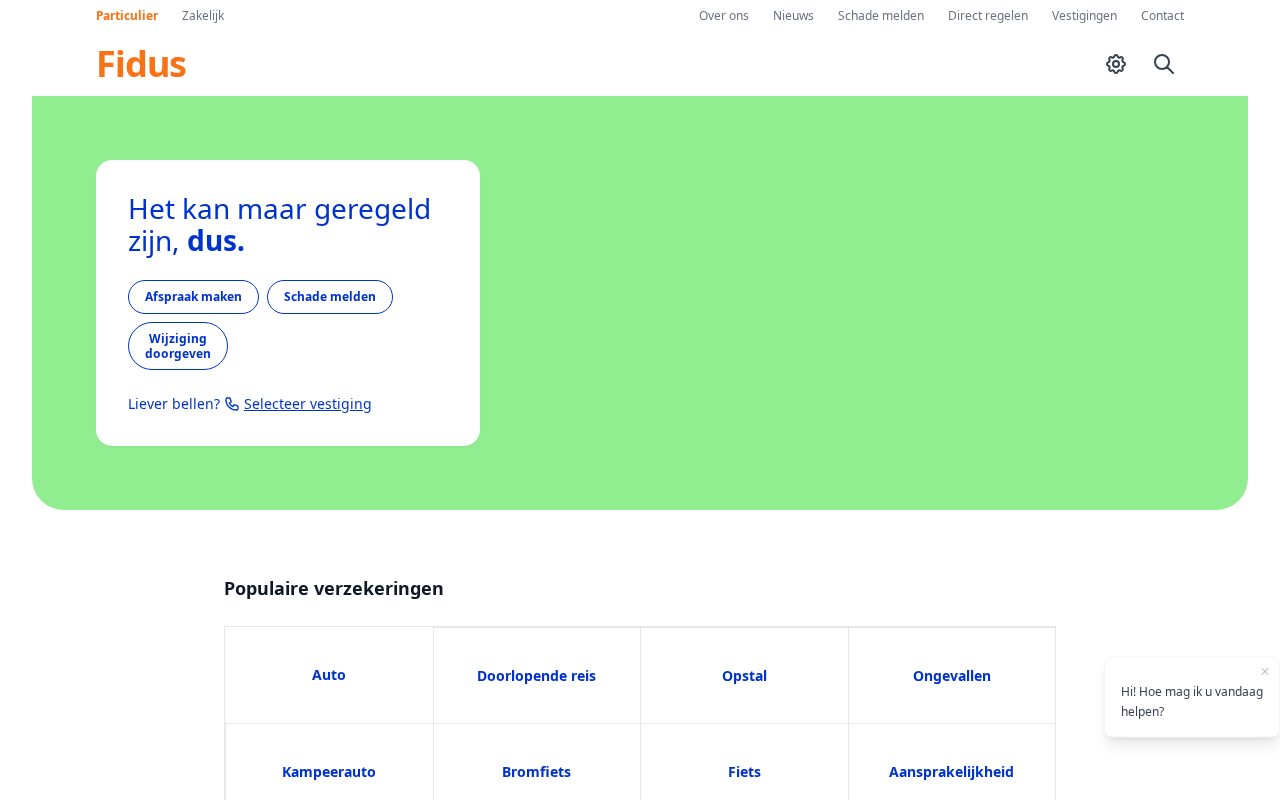 Particulier Zakelijk Over ons Nieuws Schade melden Direct regelen Vestigingen Contact
Fidus
Het kan maar geregeld
zijn, dus.
Afspraak maken Schade melden
Wijziging
doorgeven
Liever bellen? Selecteer vestiging
Populaire verzekeringen
Auto Doorlopende reis Opstal Ongevallen
Hi! Hoe mag ik u vandaag
helpen?
Kampeerauto Bromfiets Fiets Aansprakelijkheid